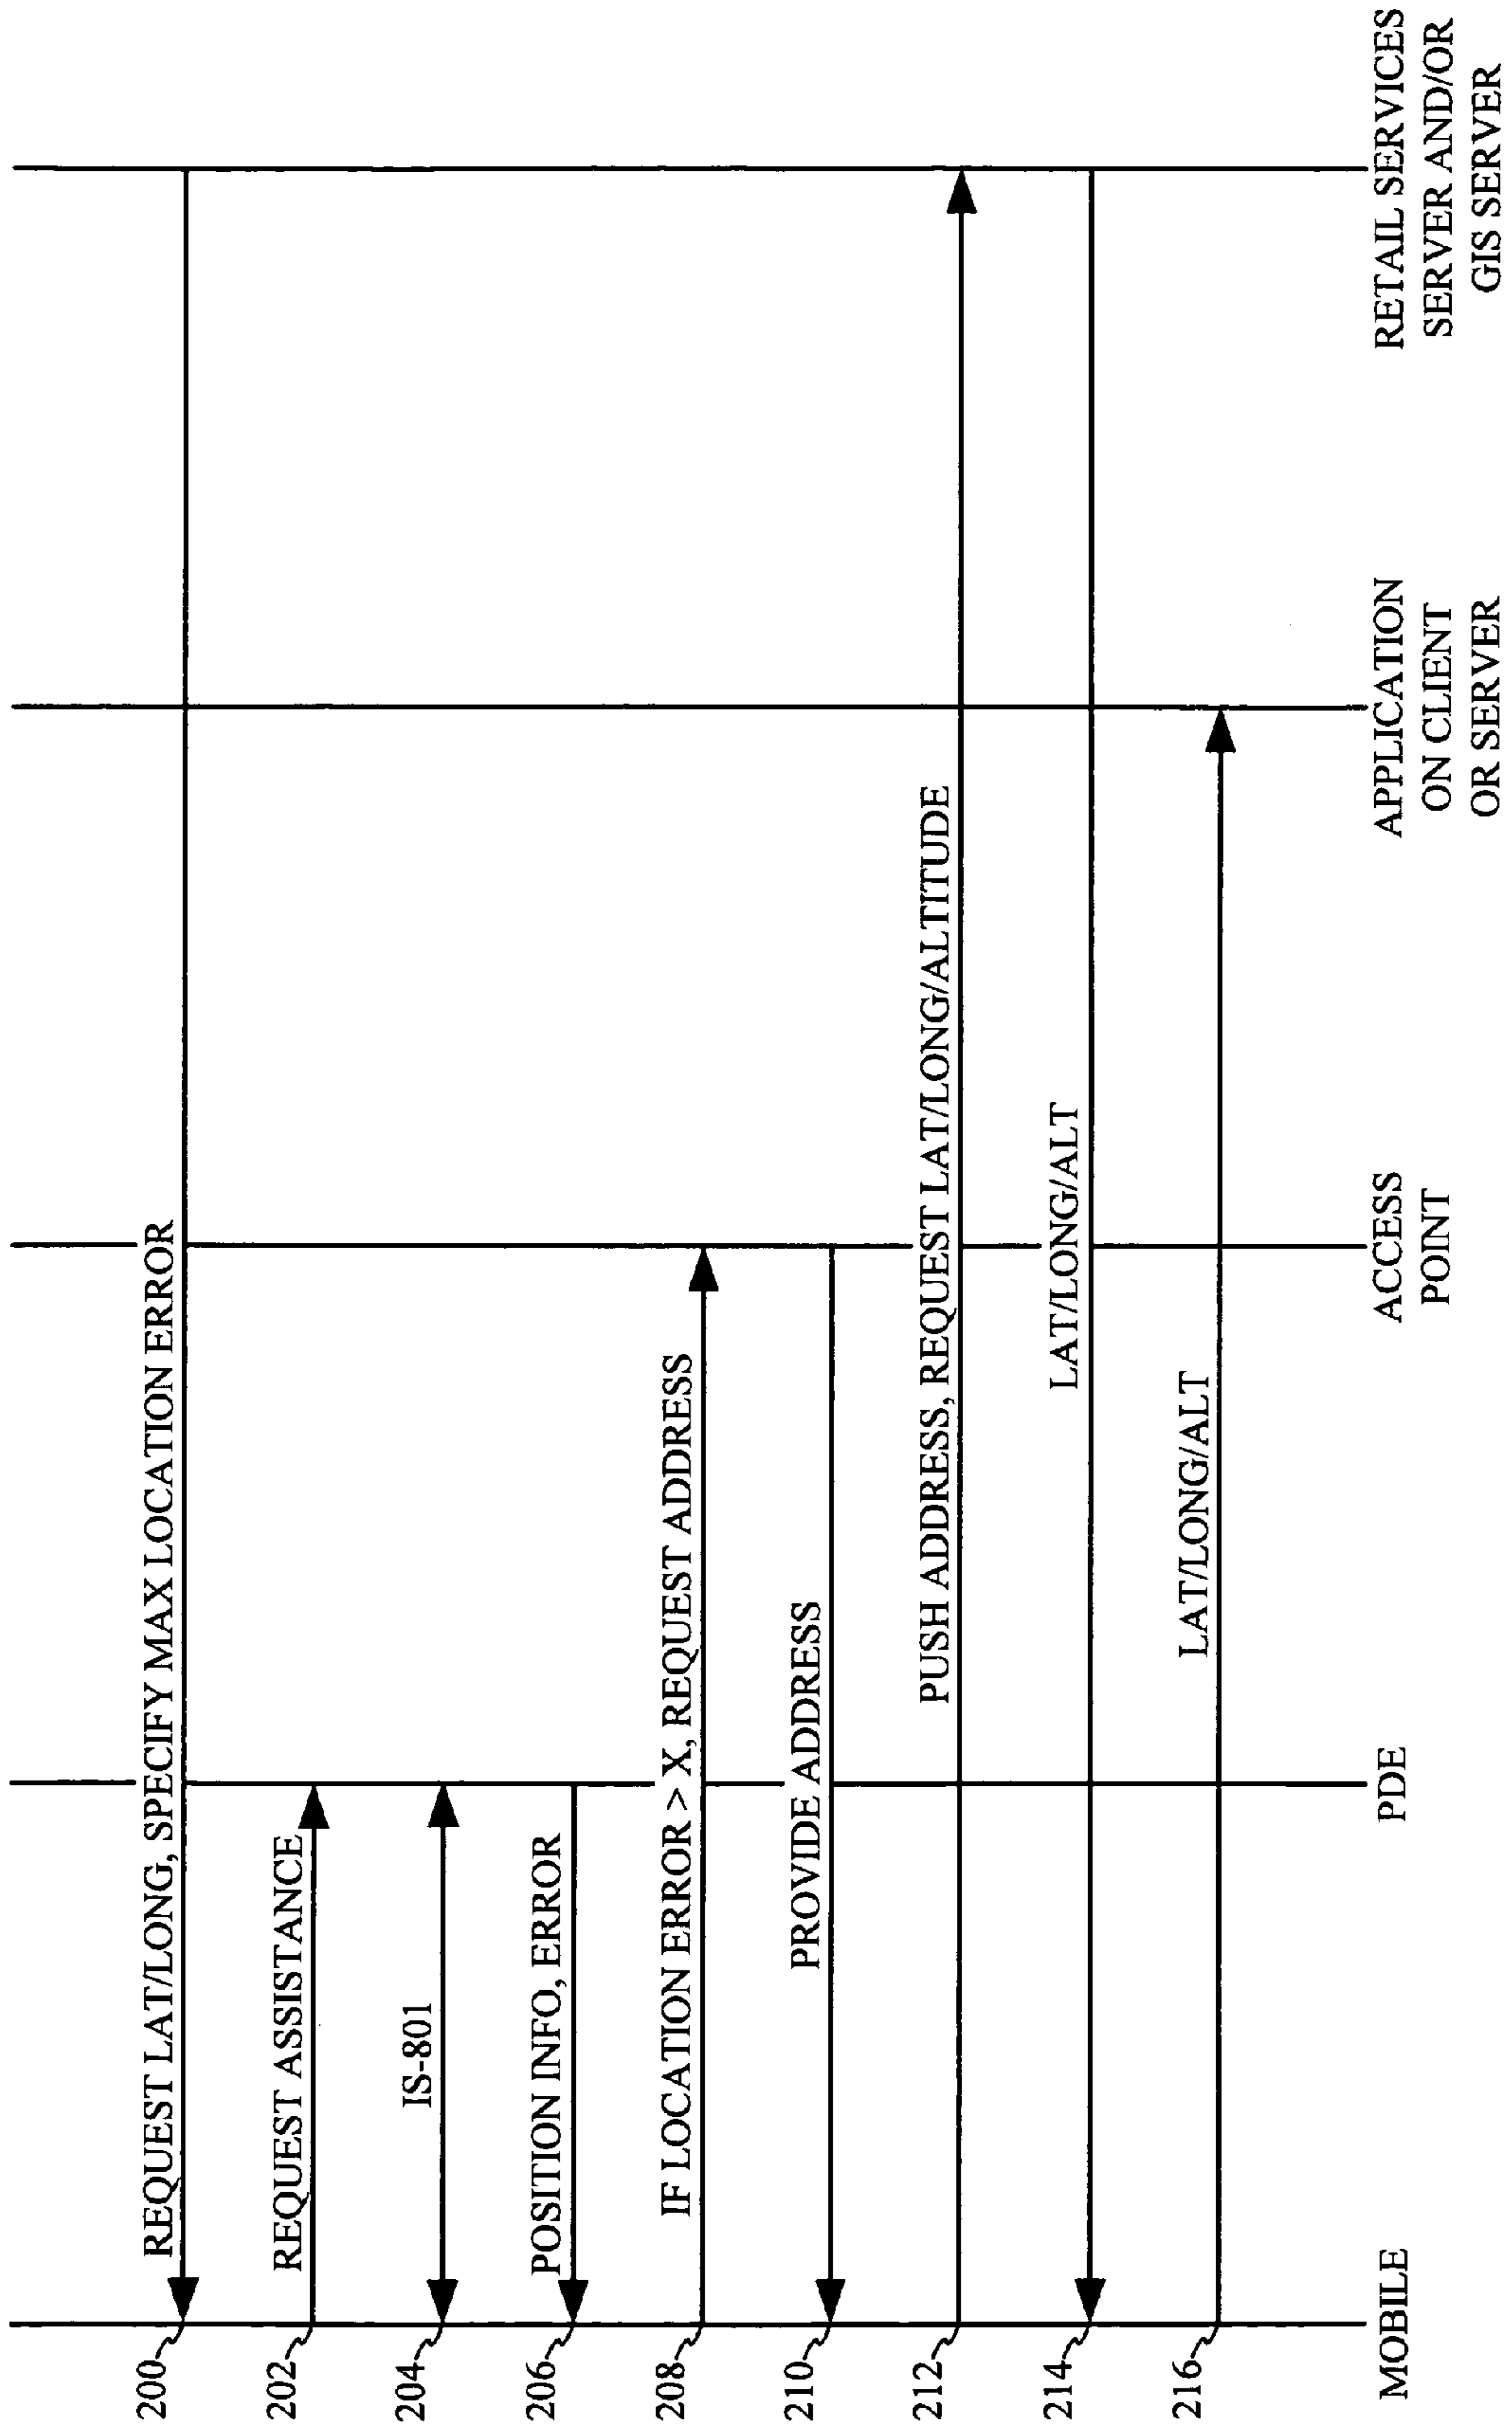 200
REQUEST LAT/LONG, SPECIFY MAX LOCATION ERROR
202
REQUEST ASSISTANCE
204
IS-801
206
POSITION INFO, ERROR
208
IF LOCATION ERROR > X, REQUEST ADDRESS
210
PROVIDE ADDRESS
212
PUSH ADDRESS, REQUEST LAT/LONG/ALTITUDE
214
LAT/LONG/ALT
216
LAT/LONG/ALT
MOBILE
PDE
ACCESS
POINT
APPLICATION
ON CLIENT
OR SERVER
RETAIL SERVICES
SERVER AND/OR
GIS SERVER